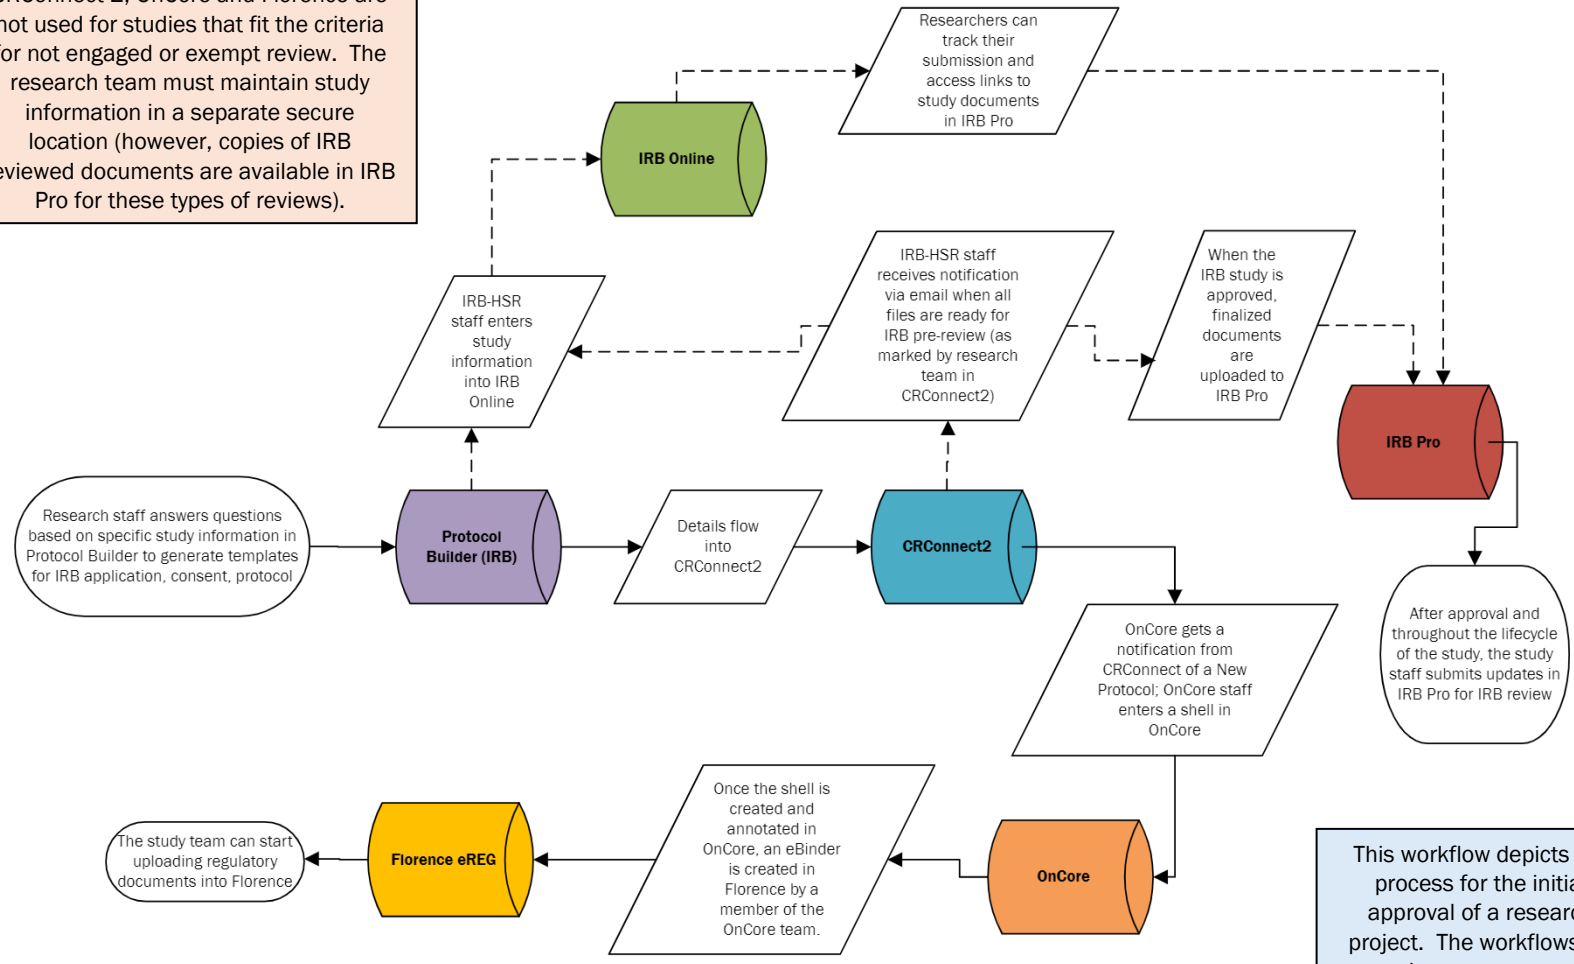 CRConnect 2, OnCore and Florence are
not used for studies that fit the criteria
for not engaged or exempt review. The
research team must maintain study
information in a separate secure
location (however, copies of IRB
reviewed documents are available in IRB
Pro for these types of reviews).
Researchers can
track their
submission and
access links to
study documents
in IRB Pro
IRB Online
IRB-HSR
staff enters
study
information
into IRB
Online
IRB-HSR staff
receives notification
via email when all
files are ready for
IRB pre-review (as
marked by research
team in
CRConnect2)
When the
IRB study is
approved,
finalized
documents
are
uploaded to
IRB Pro
IRB Pro
Research staff answers questions
based on specific study information in
Protocol Builder to generate templates
for IRB application, consent, protocol
Protocol
Builder (IRB)
Details flow
into
CRConnect2
CRConnect2
After approval and
throughout the lifecycle
of the study, the study
staff submits updates in
IRB Pro for IRB review
OnCore gets a
notification from
CRConnect of a New
Protocol; OnCore staff
enters a shell in
OnCore
The study team can start
uploading regulatory
documents into Florence
Florence eREG
Once the shell is
created and
annotated in
OnCore, an eBinder
is created in
Florence by a
member of the
OnCore team.
OnCore
This workflow depicts
process for the initia
approval of a researc
project. The workflows